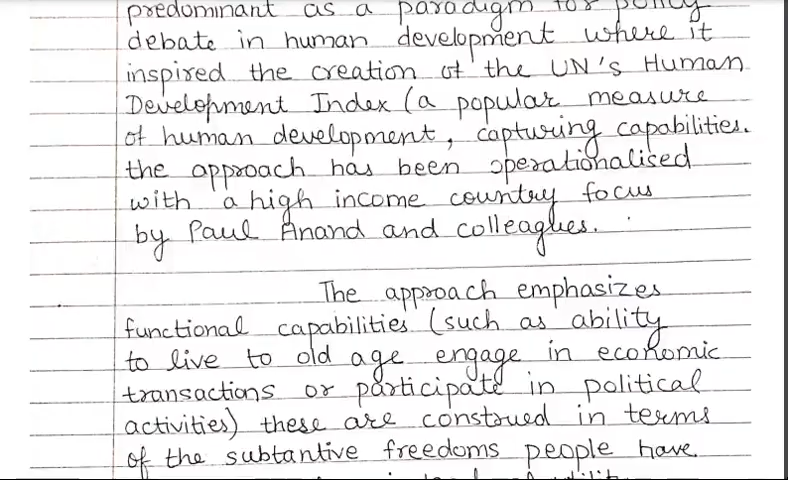 predominant as a paradigm for policy
debate in human development where it
inspired the creation of the UN's Human
Development Index (a popular measure
of human development, capturing capabilities.
the approach has been operationalised
with a high income country focus
by Paul Anand and colleagues.
The approach emphasizes
functional capabilities (such as ability
to live to old age engage in economic
transactions or participate in political
activities) these are construed in terms
of the subtantive freedoms people have